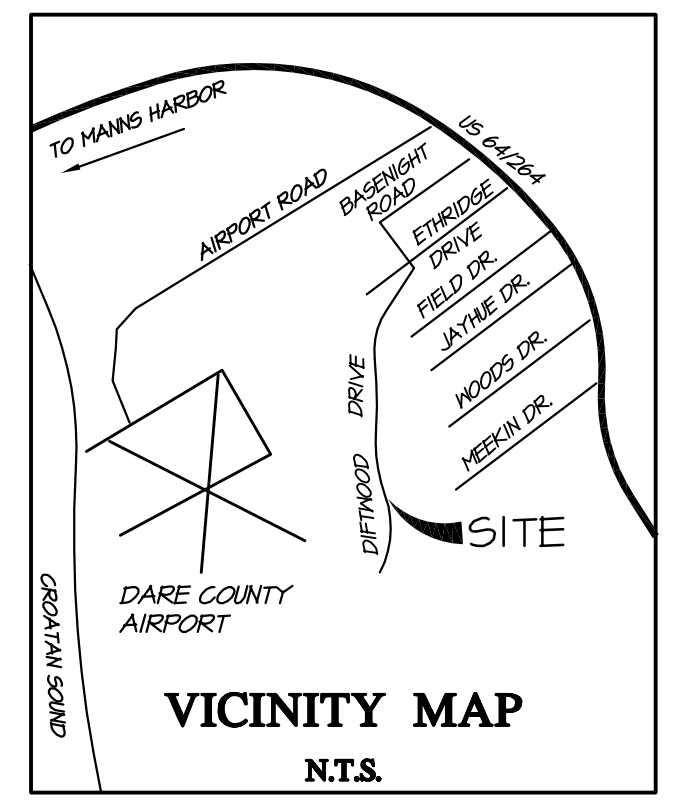 TO MANNS HARBOR
US 64/264
AIRPORT ROAD
BASENIGHT
ROAD
ETHRIDGE
DRIVE
FIELD DR.
JAYHUE DR.
WOODS DR.
MEEKIN DR.
DIFTWOOD DRIVE
SITE
DARE COUNTY
AIRPORT
CROATAN SOUND
VICINITY MAP
N.T.S.